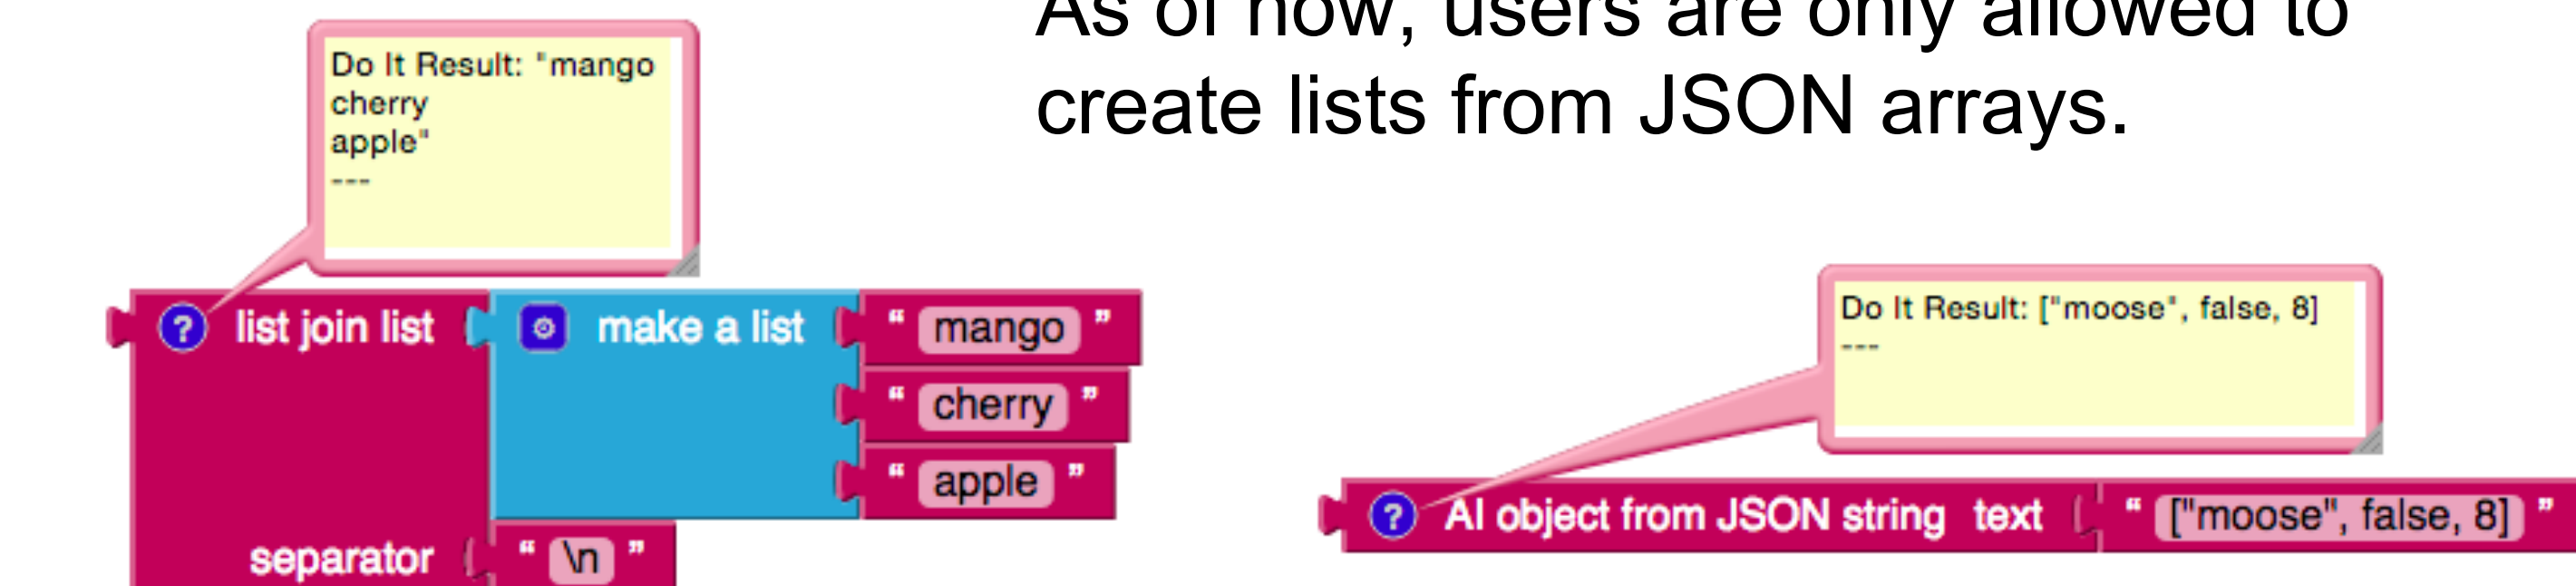 As of now, users are only allowed to
create lists from JSON arrays.
Do It Result: "mango
cherry
apple"
---
? list join list make a list “ mango ”
“ cherry ”
“ apple ”
separator “ \n ”
Do It Result: ["moose", false, 8]
---
? AI object from JSON string text “ ["moose", false, 8] ”